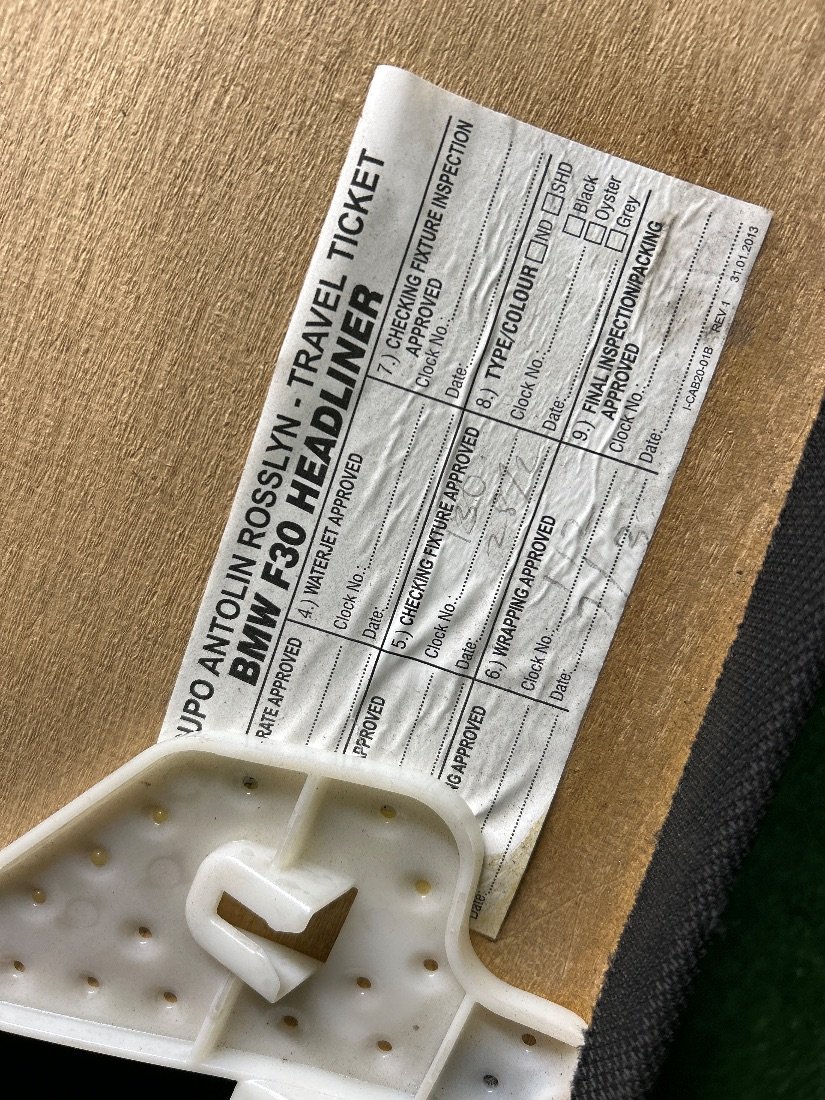 UPO ANTOLIN ROSSLYN - TRAVEL TICKET
BMW F30 HEADLINER
RATE APPROVED
APPROVED
G APPROVED
Date:
4.) WATERJET APPROVED
Clock No.:
Date:
5.) CHECKING FIXTURE APPROVED
Clock No.: 130
Date:
6.) WRAPPING APPROVED
Clock No.
Date:
7.) CHECKING FIXTURE INSPECTION
APPROVED
Clock No.:
Date:
8.) TYPE/COLOUR ND SHD
Black
Oyster
Grey
Clock No.:
Date:
9.) FINAL INSPECTION/PACKING
APPROVED
Clock No.:
Date:
I-CAB20-01B REV 1 31.01.2013